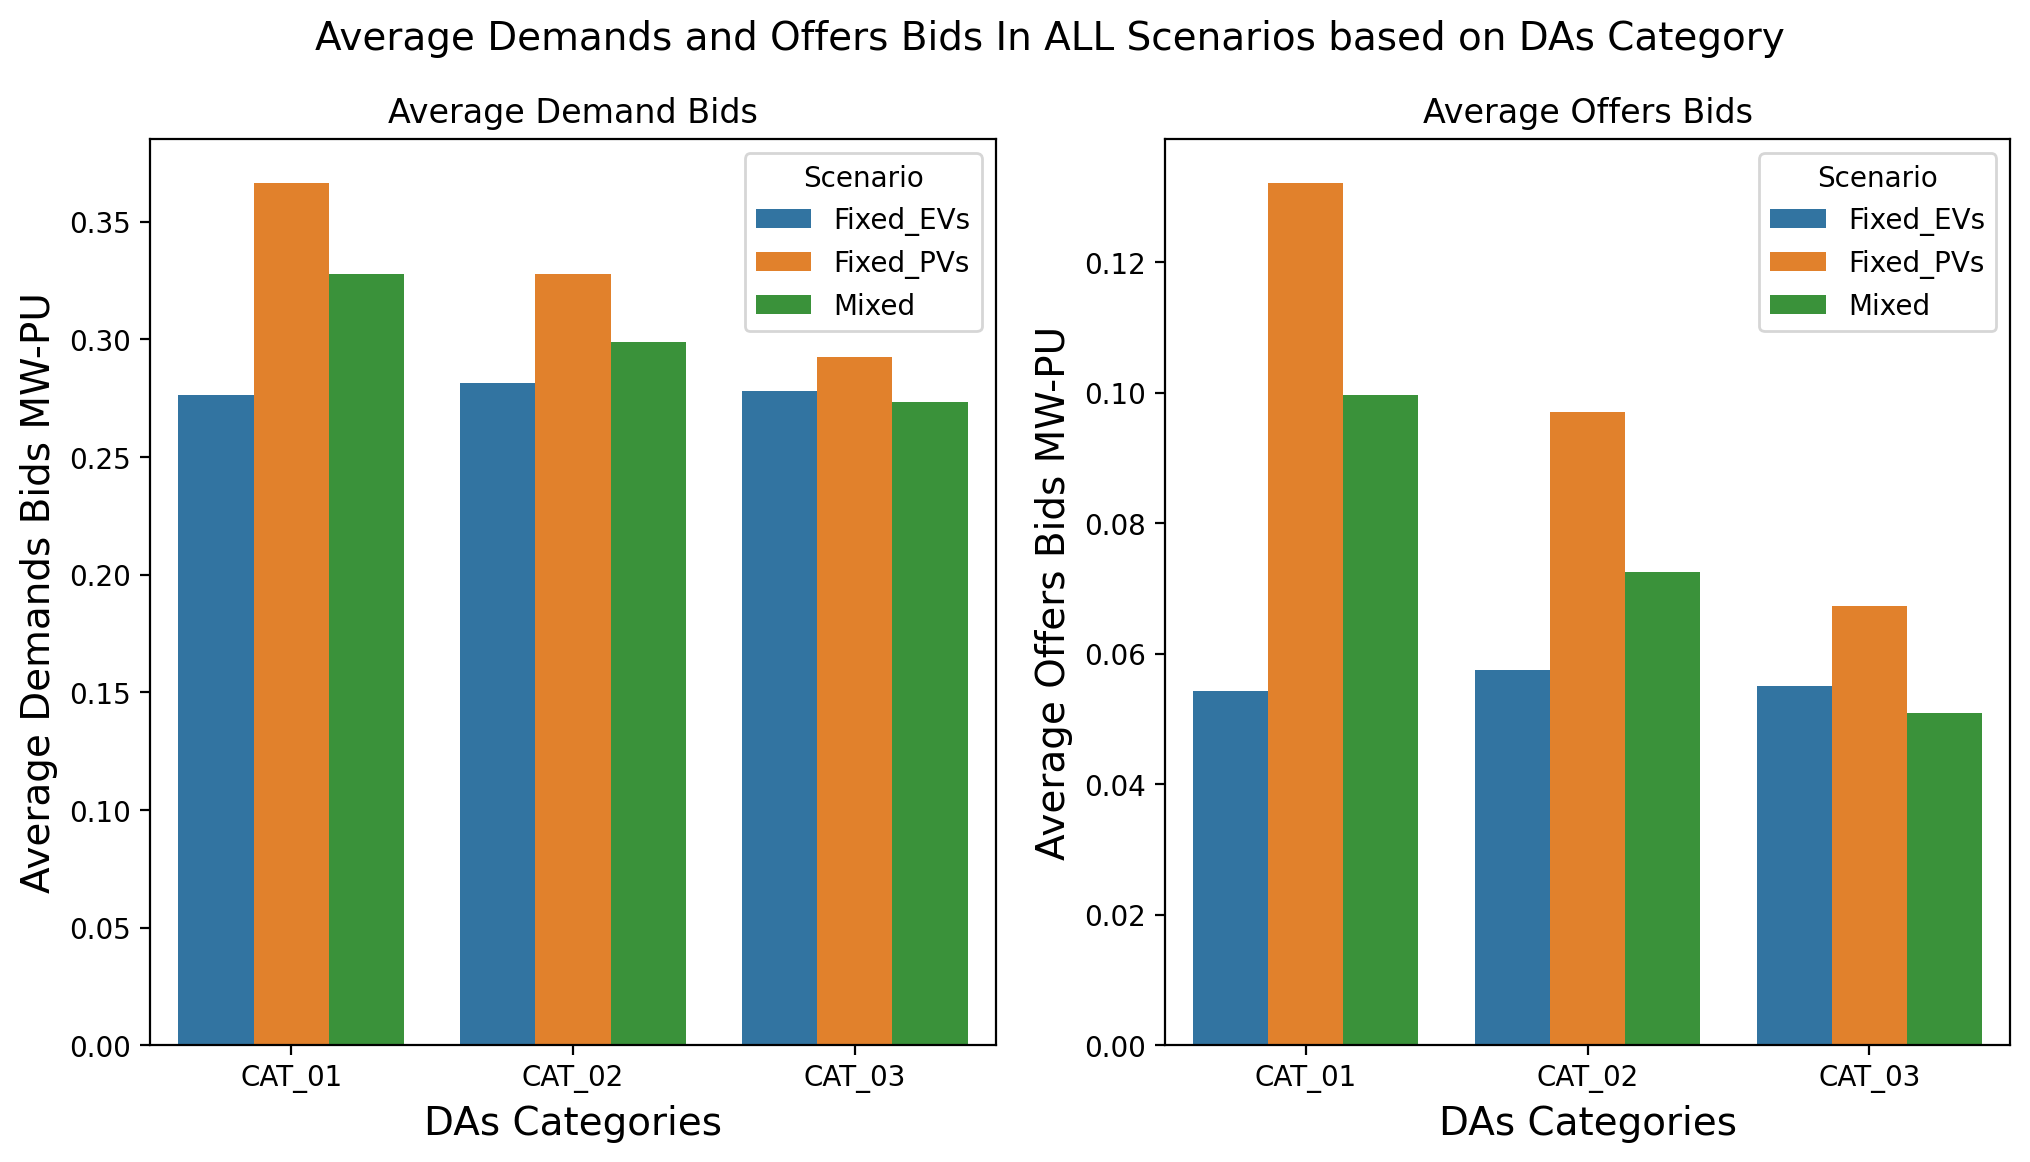 Average Demands and Offers Bids In ALL Scenarios based on DAs Category
Average Demand Bids
Average Demands Bids MW-PU
0.35
0.30
0.25
0.20
0.15
0.10
0.05
0.00
Scenario
Fixed_EVs
Fixed_PVs
Mixed
CAT_01
CAT_02
CAT_03
DAs Categories
Average Offers Bids
Average Offers Bids MW-PU
0.12
0.10
0.08
0.06
0.04
0.02
0.00
Scenario
Fixed_EVs
Fixed_PVs
Mixed
CAT_01
CAT_02
CAT_03
DAs Categories